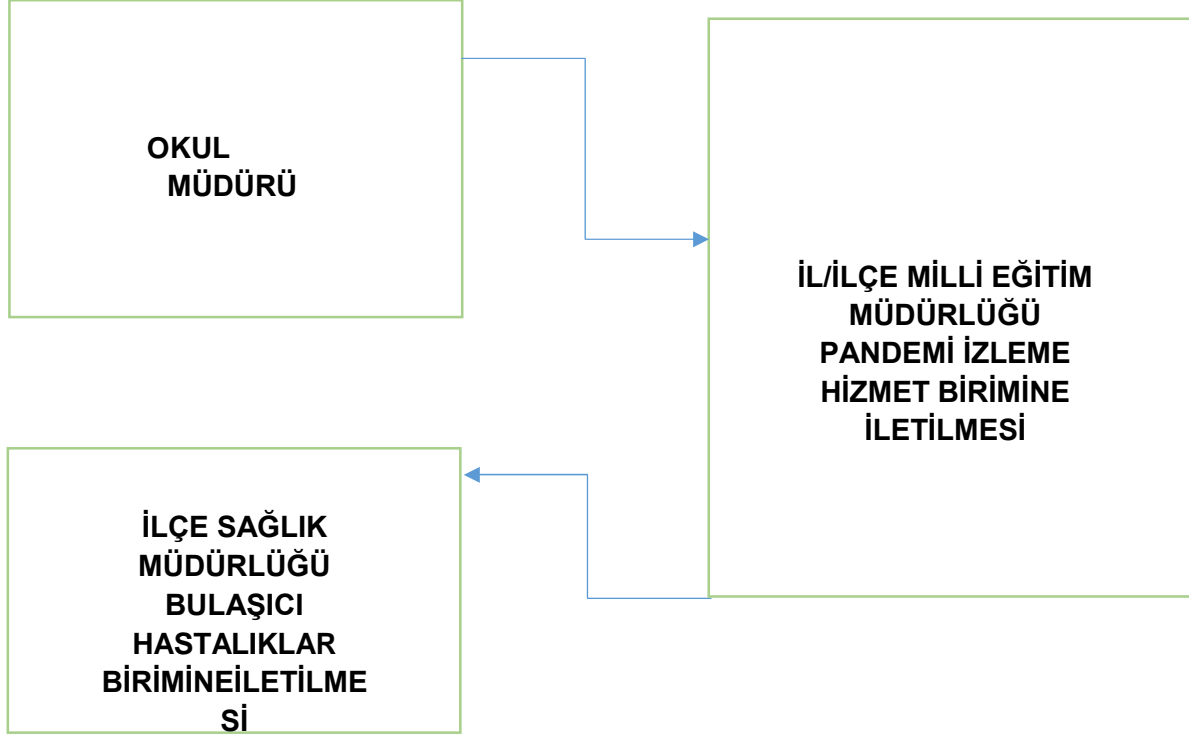 OKUL
MÜDÜRÜ
İL/İLÇE MİLLİ EĞİTİM
MÜDÜRLÜĞÜ
PANDEMİ İZLEME
HİZMET BİRİMİNE
İLETİLMESİ
İLÇE SAĞLIK
MÜDÜRLÜĞÜ
BULAŞICI
HASTALIKLAR
BİRİMİNEİLETİLME
Sİ